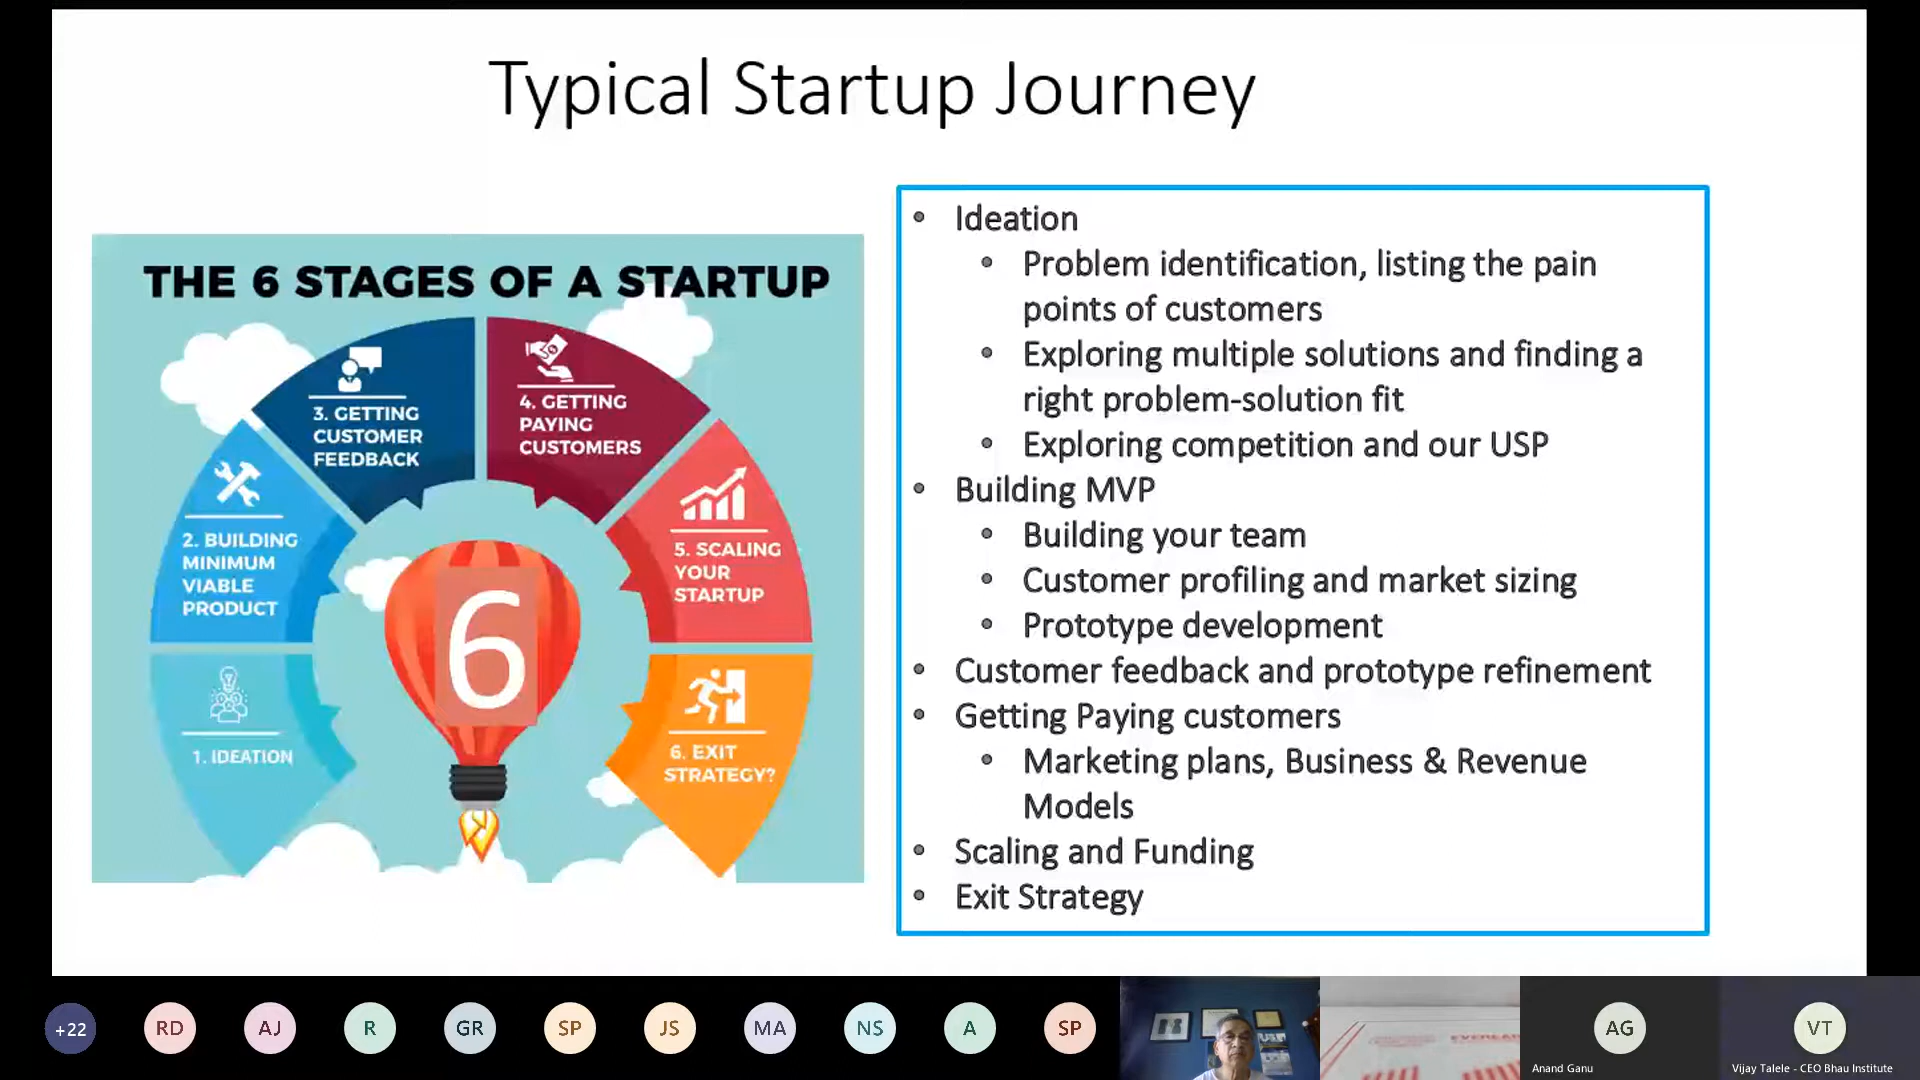 Typical Startup Journey
THE 6 STAGES OF A STARTUP
1. IDEATION
2. BUILDING
MINIMUM
VIABLE
PRODUCT
3. GETTING
CUSTOMER
FEEDBACK
4. GETTING
PAYING
CUSTOMERS
5. SCALING
YOUR
STARTUP
6. EXIT
STRATEGY?
6
• Ideation
• Problem identification, listing the pain
points of customers
• Exploring multiple solutions and finding a
right problem-solution fit
• Exploring competition and our USP
• Building MVP
• Building your team
• Customer profiling and market sizing
• Prototype development
• Customer feedback and prototype refinement
• Getting Paying customers
• Marketing plans, Business & Revenue
Models
• Scaling and Funding
• Exit Strategy
+22 RD AJ R GR SP JS MA NS A SP AG VT
Anand Ganu
Vijay Talele - CEO Bhau Institute